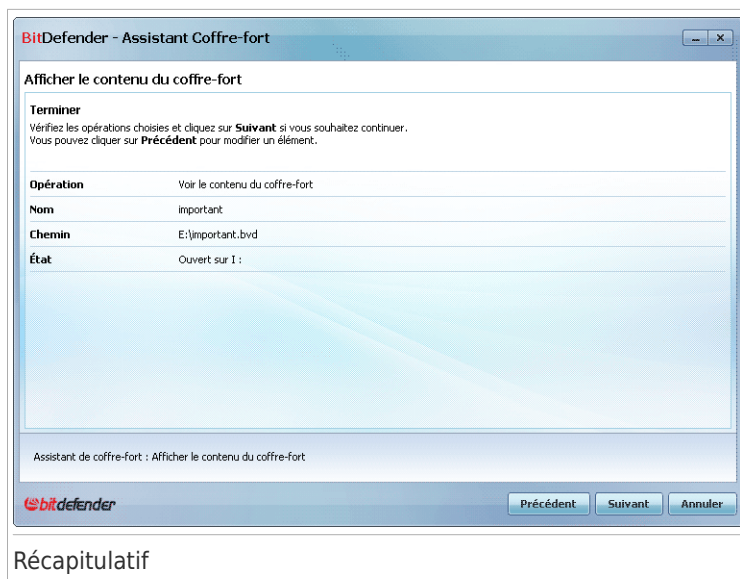 BitDefender - Assistant Coffre-fort
Afficher le contenu du coffre-fort
Terminer
Vérifiez les opérations choisies et cliquez sur Suivant si vous souhaitez continuer.
Vous pouvez cliquer sur Précédent pour modifier un élément.
Opération Voir le contenu du coffre-fort
Nom important
Chemin E:\important.bvd
État Ouvert sur I :
Assistant de coffre-fort : Afficher le contenu du coffre-fort
bitdefender
Précédent Suivant Annuler
Récapitulatif